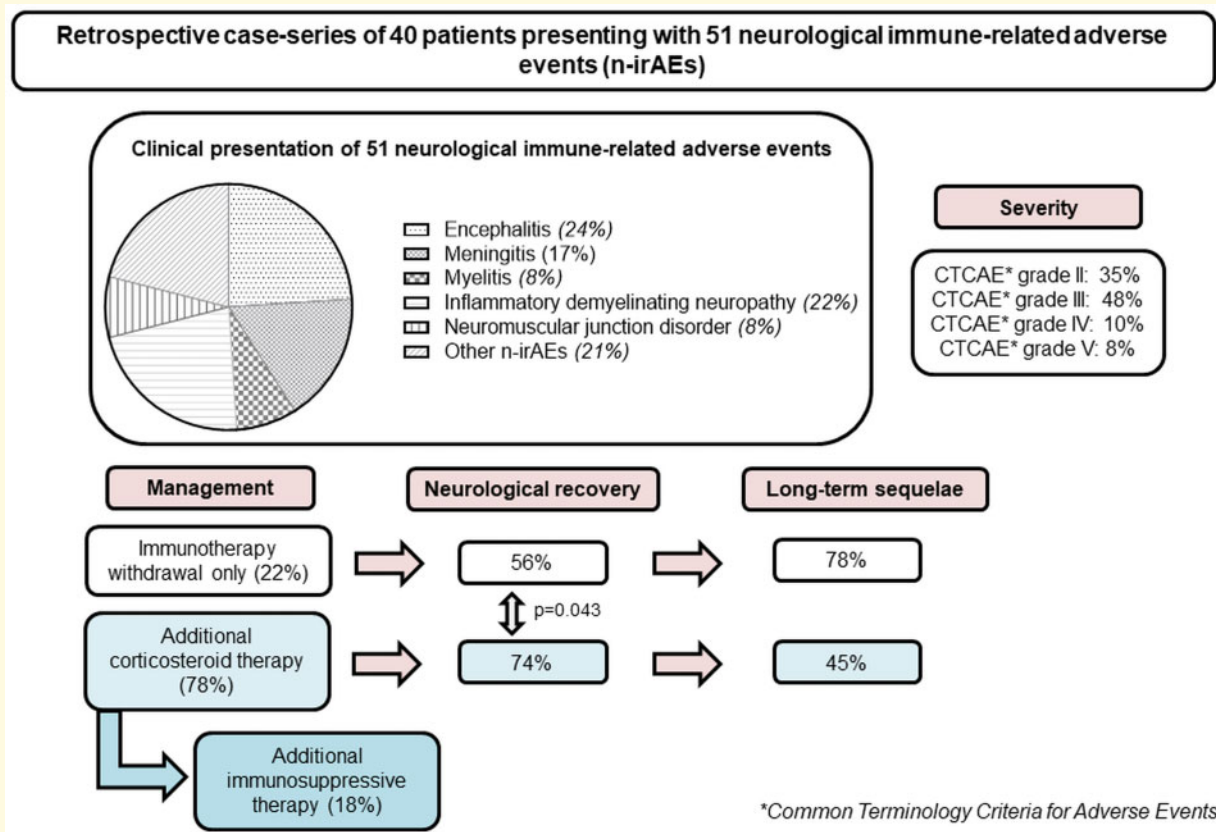 Retrospective case-series of 40 patients presenting with 51 neurological immune-related adverse
events (n-irAEs)
Clinical presentation of 51 neurological immune-related adverse events
Encephalitis (24%)
Meningitis (17%)
Myelitis (8%)
Inflammatory demyelinating neuropathy (22%)
Neuromuscular junction disorder (8%)
Other n-irAEs (21%)
Severity
CTCAE* grade II: 35%
CTCAE* grade III: 48%
CTCAE* grade IV: 10%
CTCAE* grade V: 8%
Management
Neurological recovery
Long-term sequelae
Immunotherapy
withdrawal only (22%)
56%
78%
p=0.043
Additional
corticosteroid therapy
(78%)
74%
45%
Additional
immunosuppressive
therapy (18%)
*Common Terminology Criteria for Adverse Events